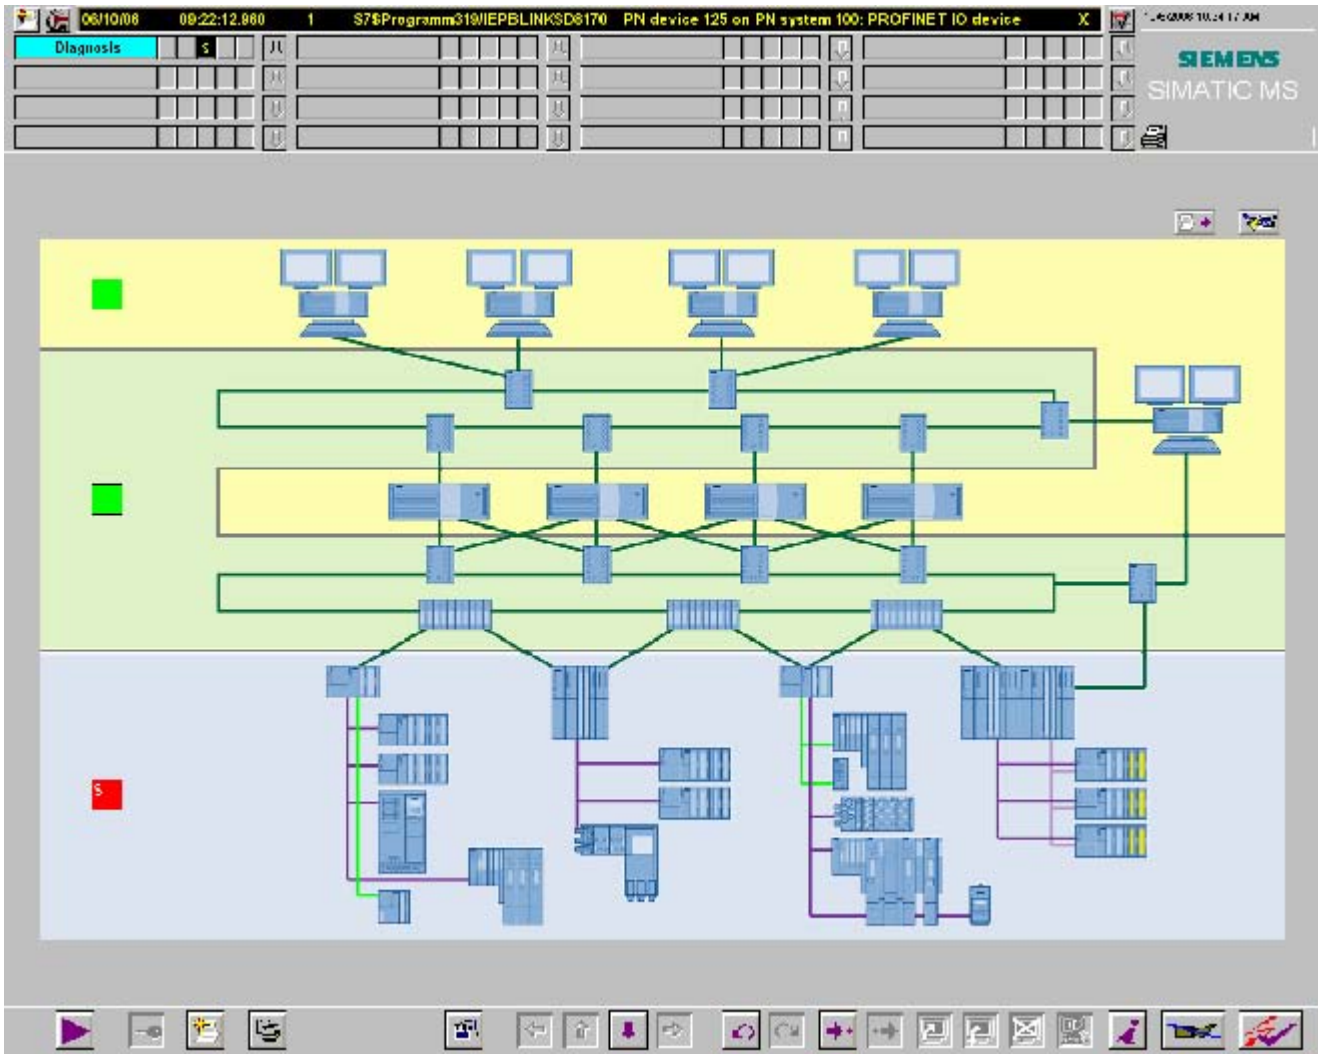 06/10/06 09:22:12.960 1 S7$Programm319/IEPBLINKSD8170 PN device 125 on PN system 100: PROFINET IO device X
Diagnosis S
SIEMENS
SIMATIC MS
S